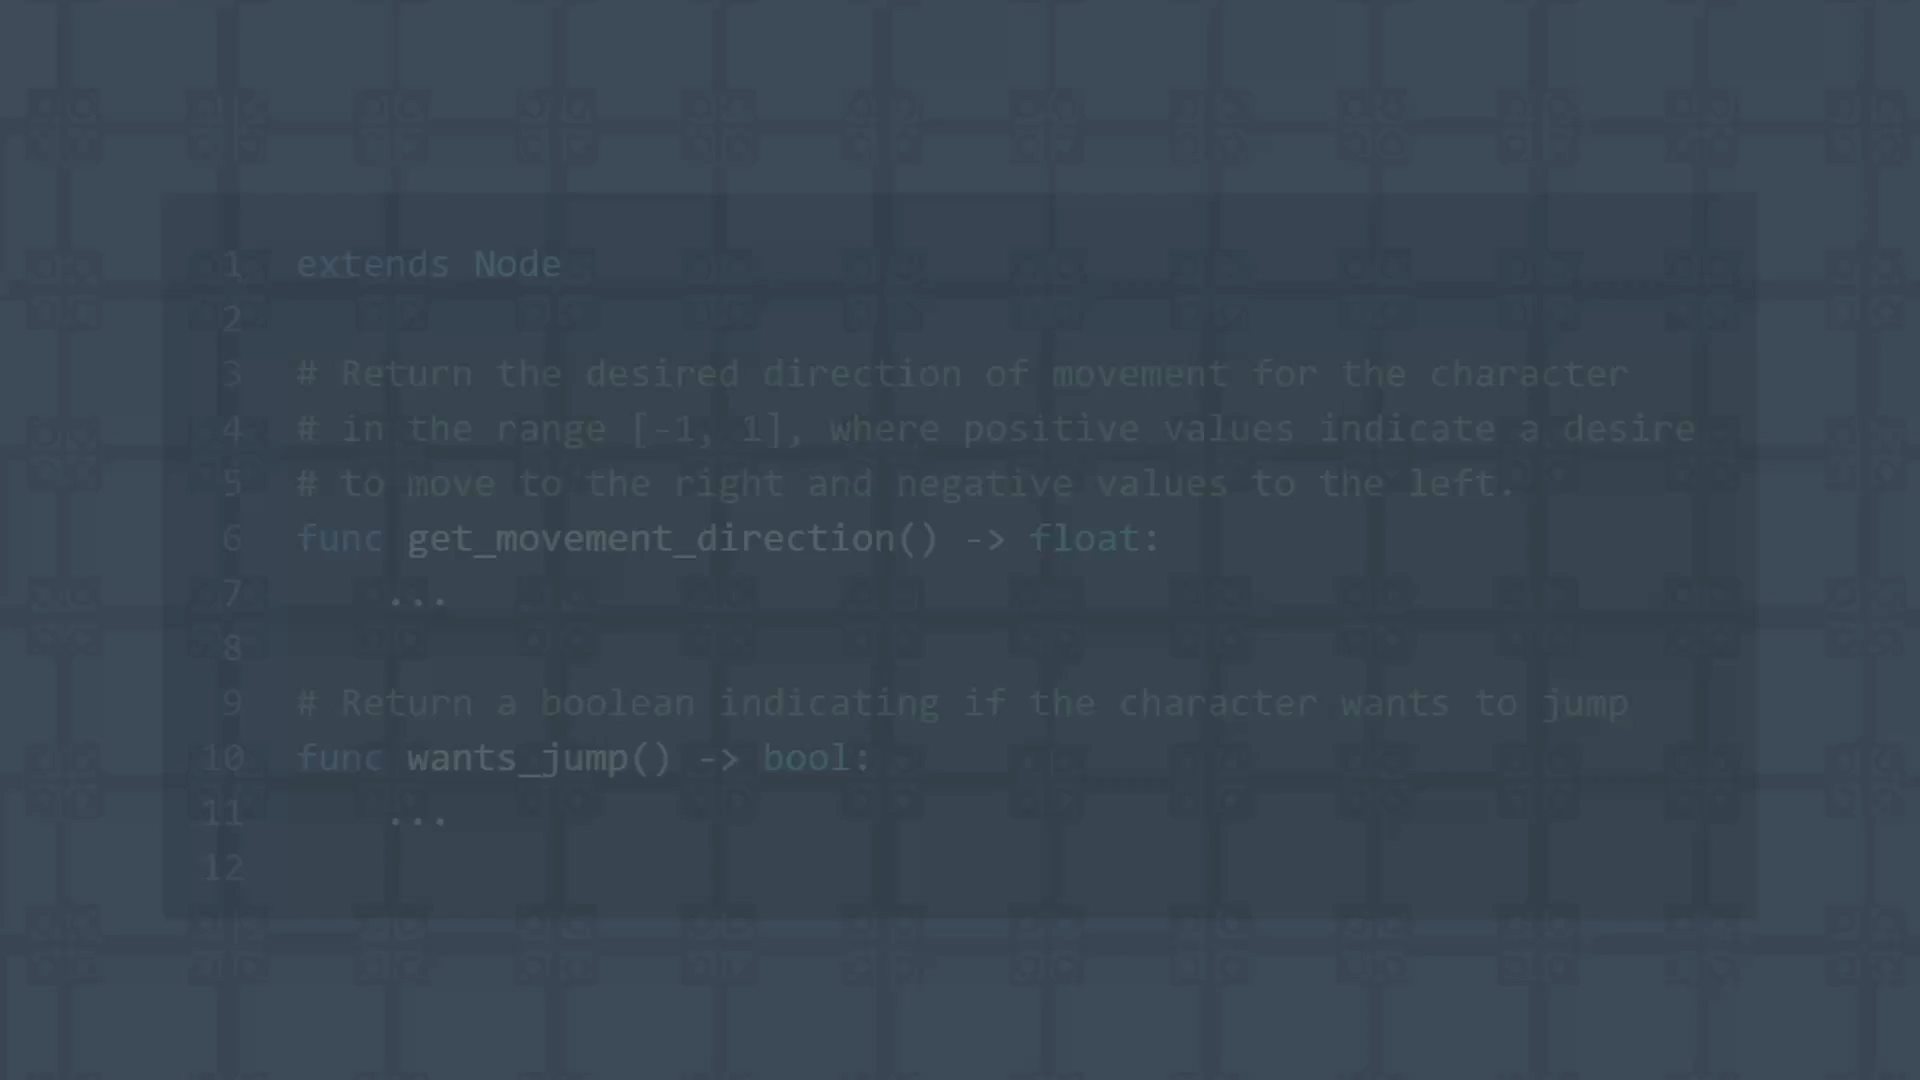 1 extends Node
2
3 # Return the desired direction of movement for the character
4 # in the range [-1, 1], where positive values indicate a desire
5 # to move to the right and negative values to the left.
6 func get_movement_direction() -> float:
7 ...
8
9 # Return a boolean indicating if the character wants to jump
10 func wants_jump() -> bool:
11 ...
12